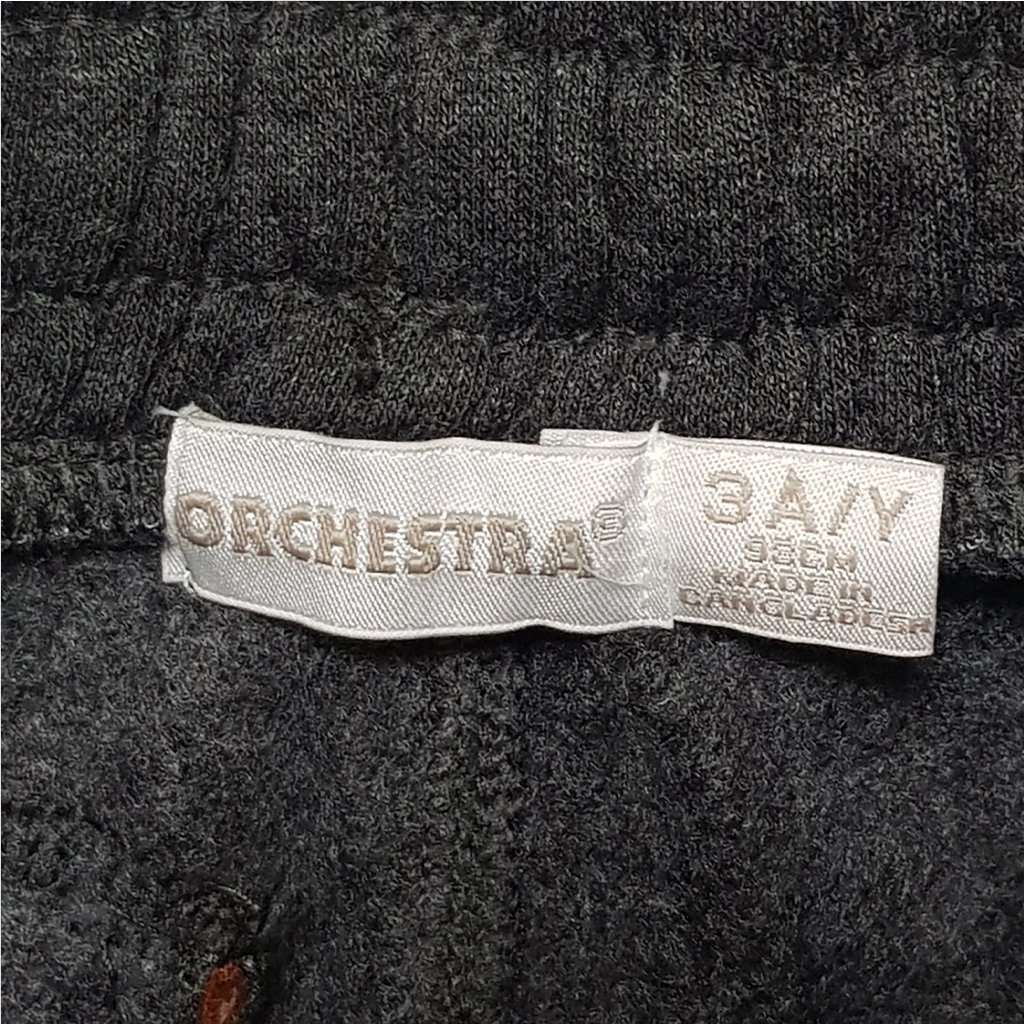 ORCHESTRA®
3A/Y
98CM
MADE IN
BANGLADESH